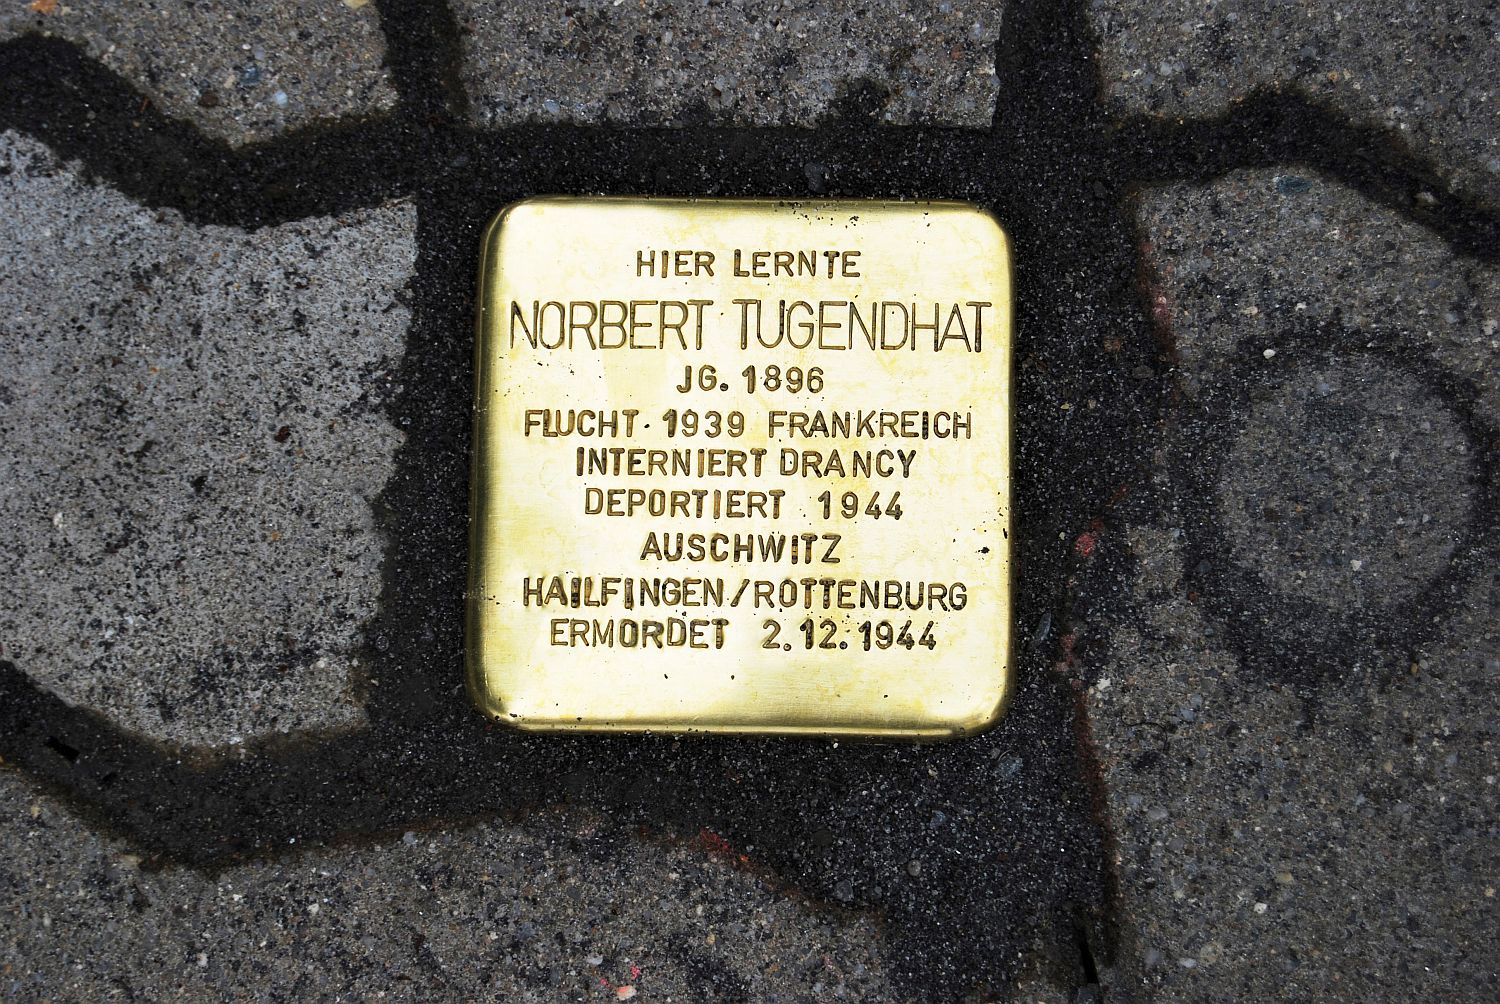 HIER LERNTE
NORBERT TUGENDHAT
JG. 1896
FLUCHT 1939 FRANKREICH
INTERNIERT DRANCY
DEPORTIERT 1944
AUSCHWITZ
HAILFINGEN/ROTTENBURG
ERMORDET 2.12.1944